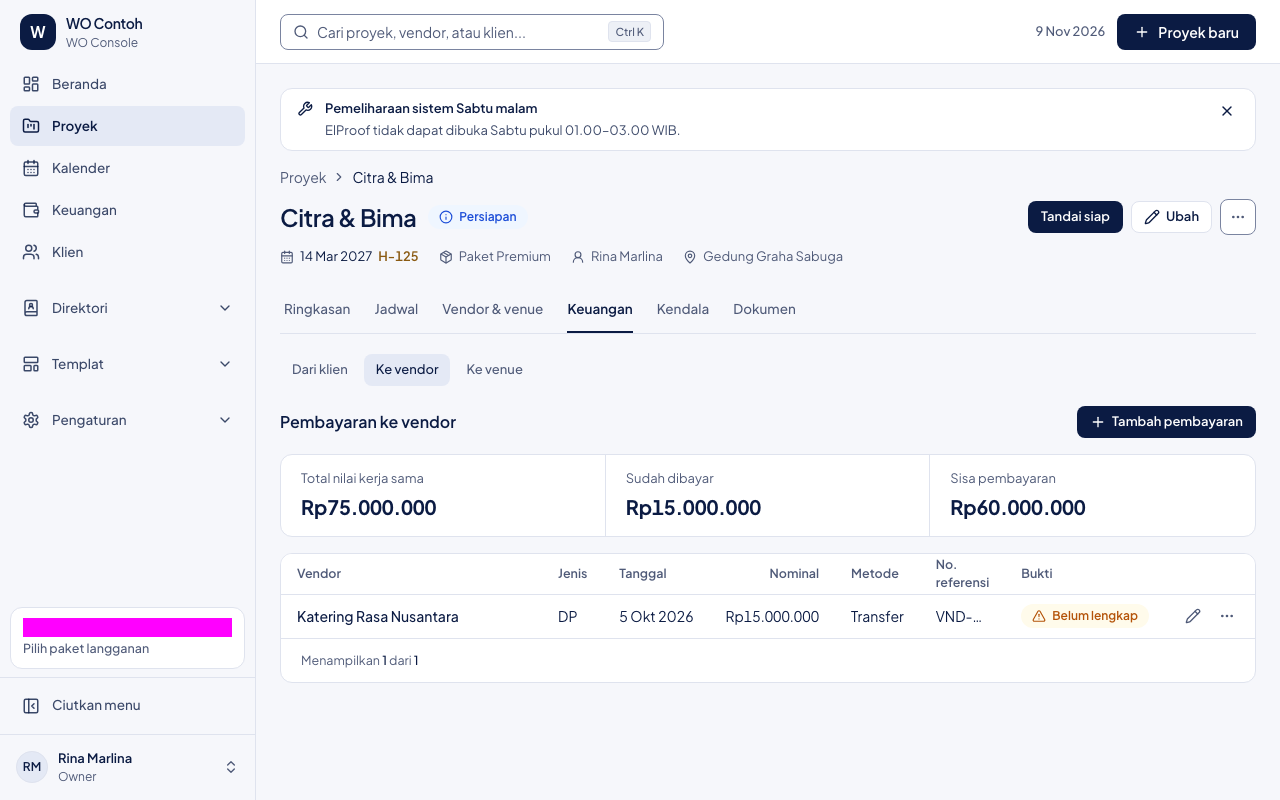 W
WO Contoh
WO Console
Beranda
Proyek
Kalender
Keuangan
Klien
Direktori
Templat
Pengaturan
Pilih paket langganan
Ciutkan menu
RM
Rina Marlina
Owner
Cari proyek, vendor, atau klien...
Ctrl K
9 Nov 2026
Proyek baru
Pemeliharaan sistem Sabtu malam
ElProof tidak dapat dibuka Sabtu pukul 01.00–03.00 WIB.
Proyek > Citra & Bima
Citra & Bima
Persiapan
Tandai siap
Ubah
14 Mar 2027 H-125
Paket Premium
Rina Marlina
Gedung Graha Sabuga
Ringkasan Jadwal Vendor & venue Keuangan Kendala Dokumen
Dari klien Ke vendor Ke venue
Pembayaran ke vendor
Tambah pembayaran
Total nilai kerja sama
Rp75.000.000
Sudah dibayar
Rp15.000.000
Sisa pembayaran
Rp60.000.000
Vendor Jenis Tanggal Nominal Metode No. referensi Bukti
Katering Rasa Nusantara DP 5 Okt 2026 Rp15.000.000 Transfer VND-… Belum lengkap
Menampilkan 1 dari 1